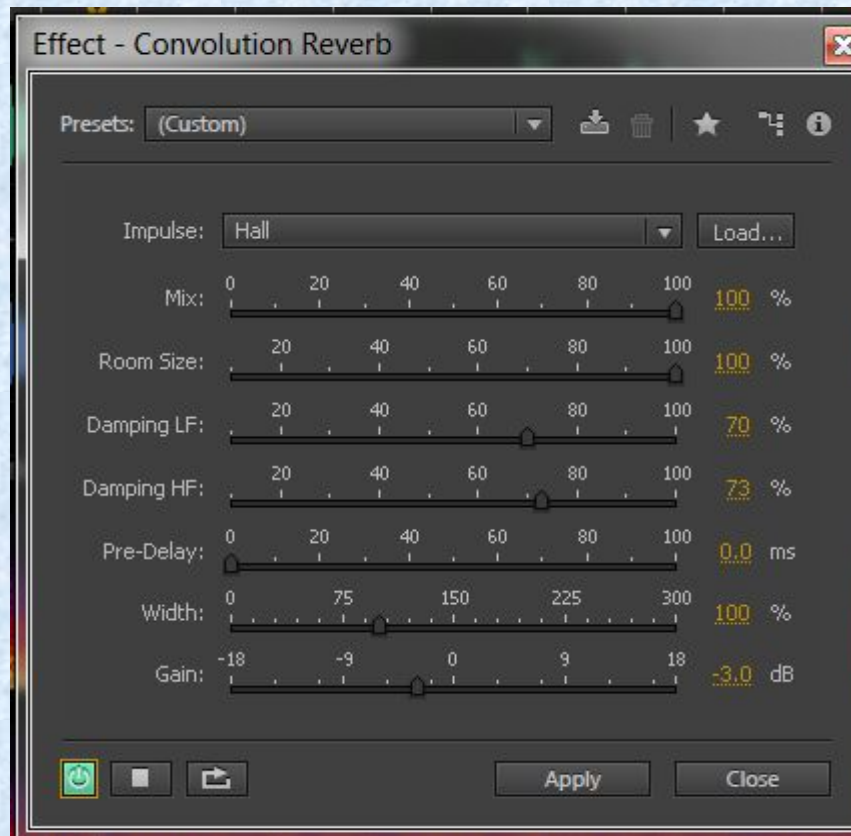 Effect - Convolution Reverb
Presets: (Custom)
Impulse: Hall Load...
0 20 40 60 80 100
Mix: 100 %
20 40 60 80 100
Room Size: 100 %
20 40 60 80 100
Damping LF: 70 %
20 40 60 80 100
Damping HF: 73 %
0 20 40 60 80 100
Pre-Delay: 0.0 ms
0 75 150 225 300
Width: 100 %
-18 -9 0 9 18
Gain: -3.0 dB
Apply Close